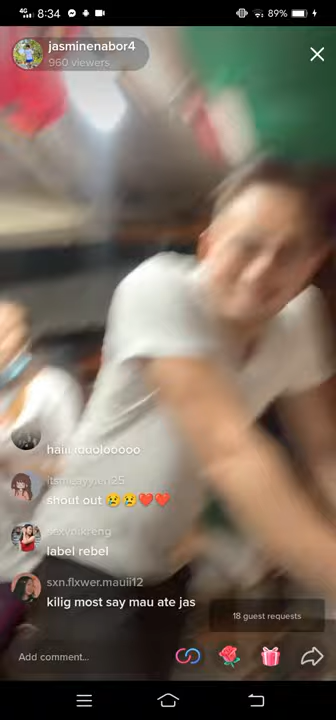 8:34
4G
89%
jasminenabor4
960 viewers
shout out 😢😢❤️❤️
label rebel
sxn.flxwer.mauii12
kilig most say mau ate jas
18 guest requests
Add comment...